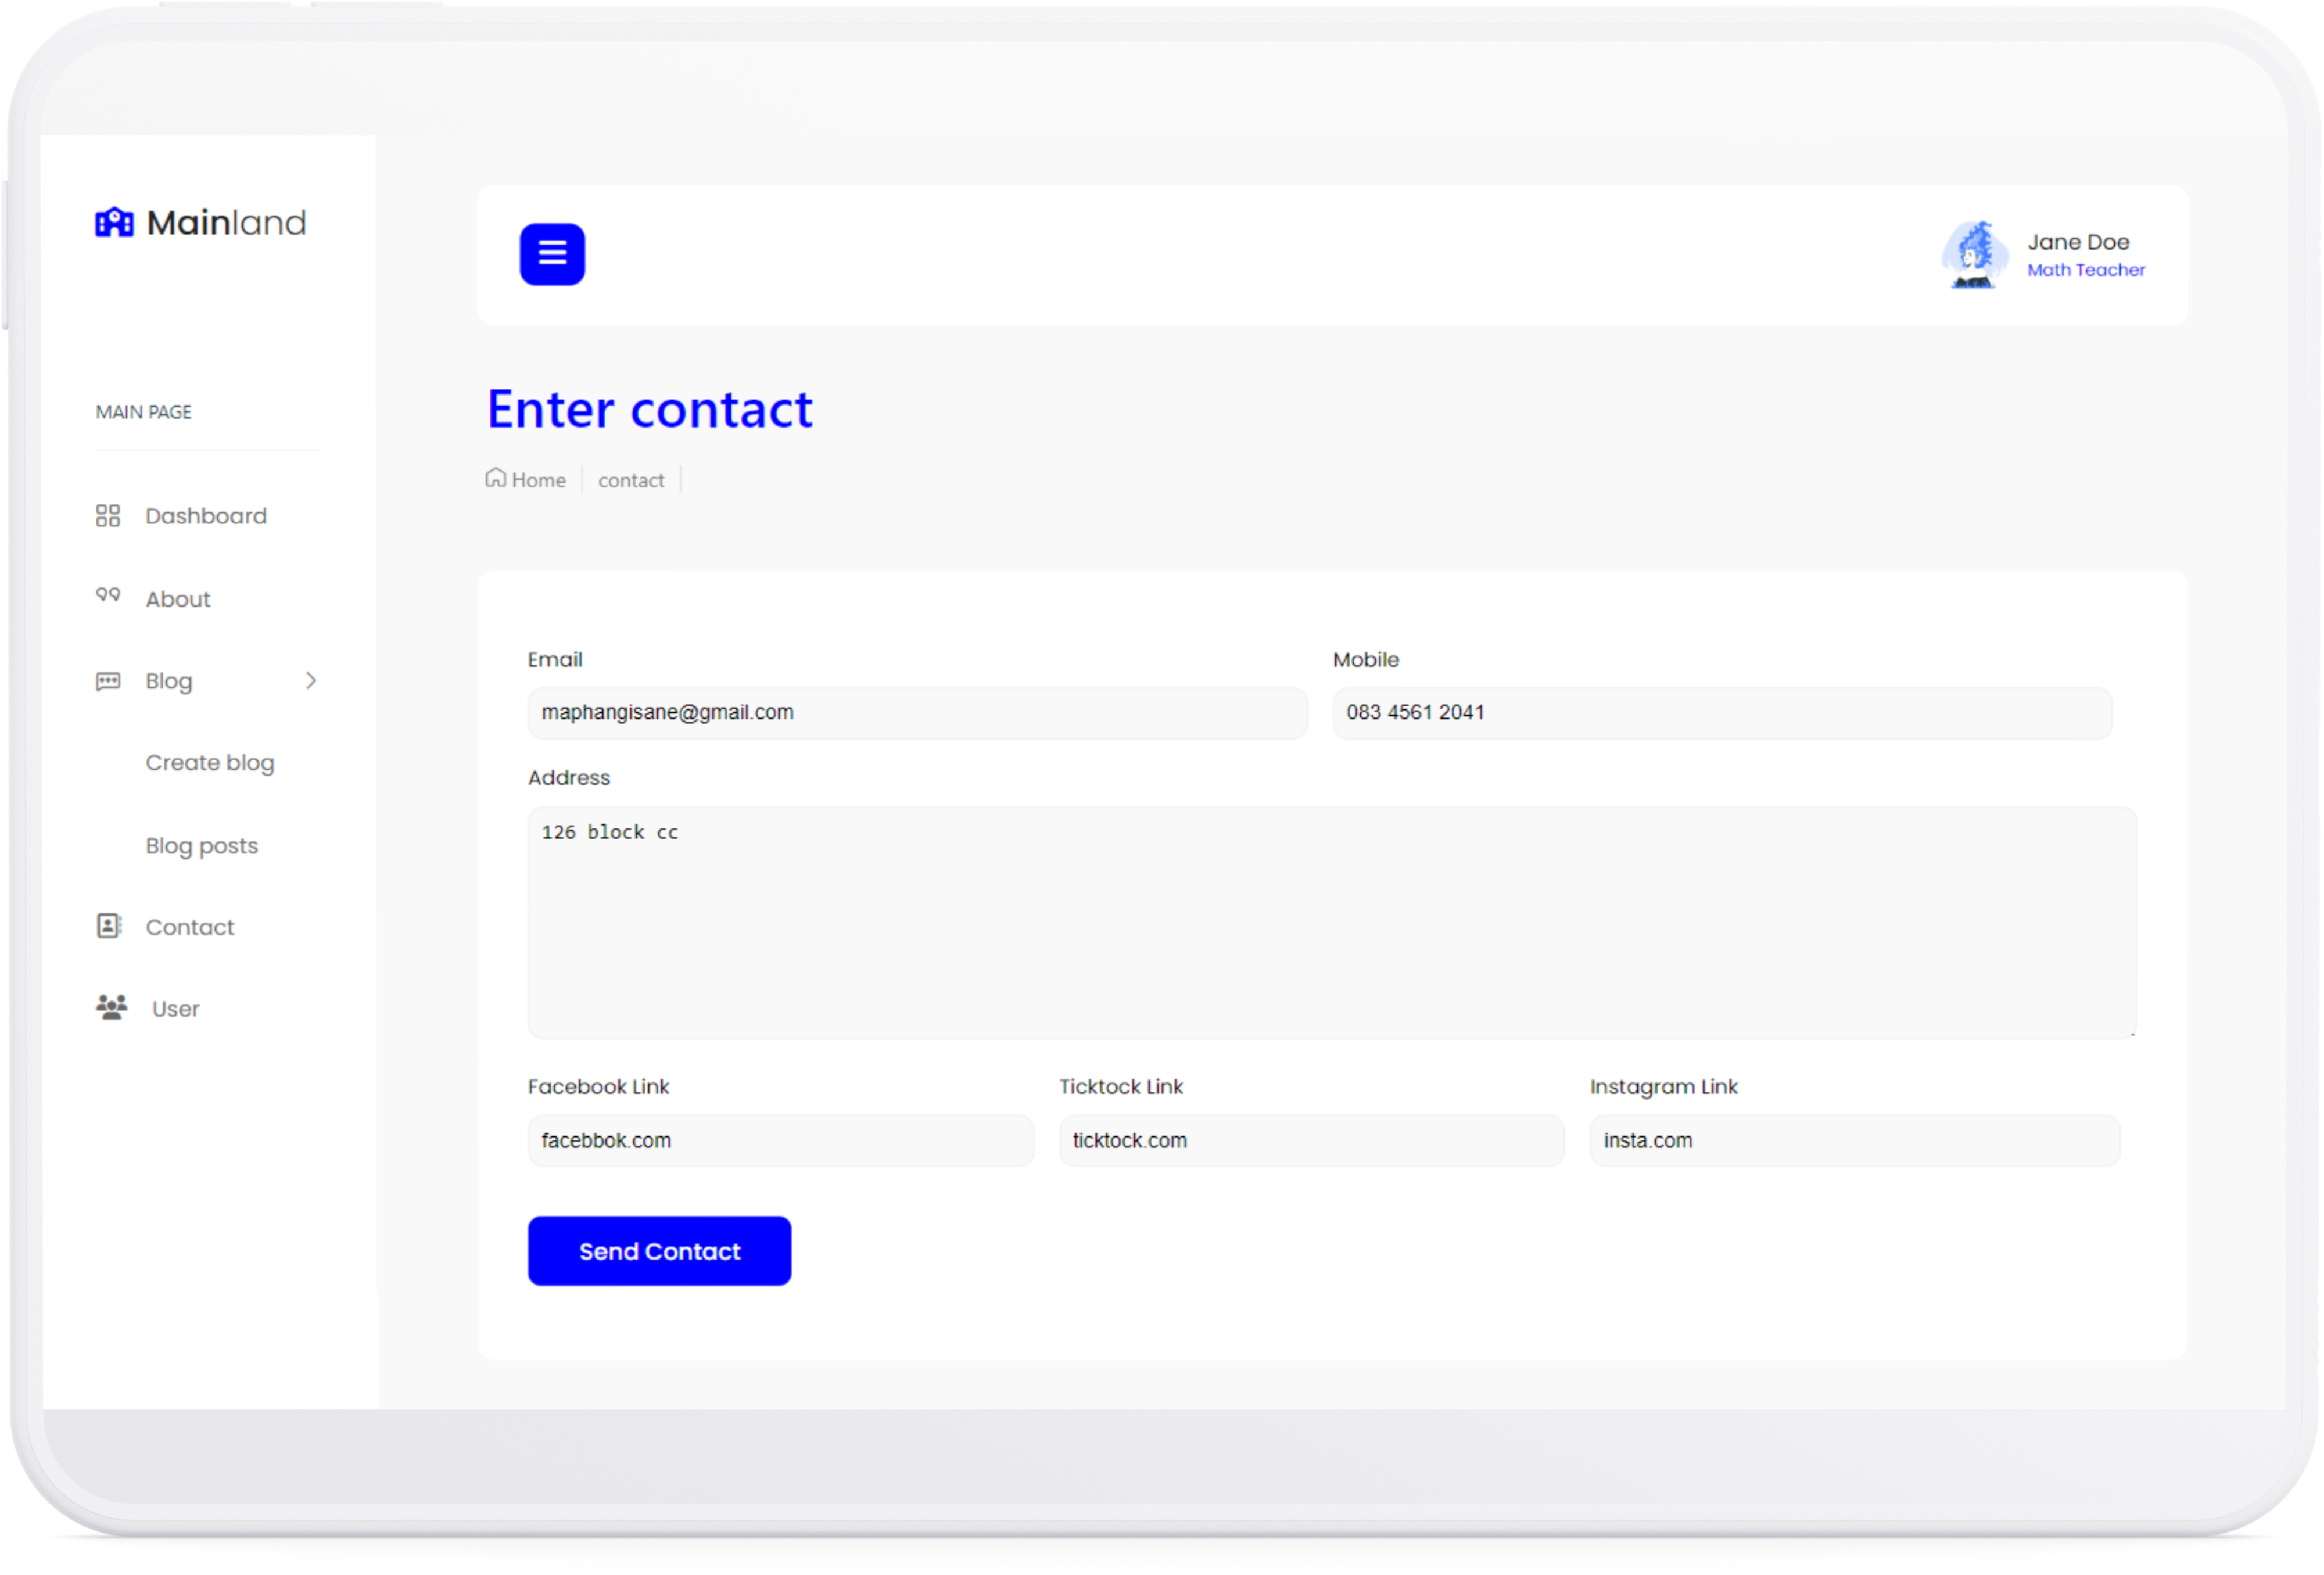 Mainland
Jane Doe
Math Teacher
MAIN PAGE
Dashboard
About
Blog
Create blog
Blog posts
Contact
User
Enter contact
Home
contact
Email
Mobile
maphangisane@gmail.com
083 4561 2041
Address
126 block cc
Facebook Link
Ticktock Link
Instagram Link
facebbok.com
ticktock.com
insta.com
Send Contact